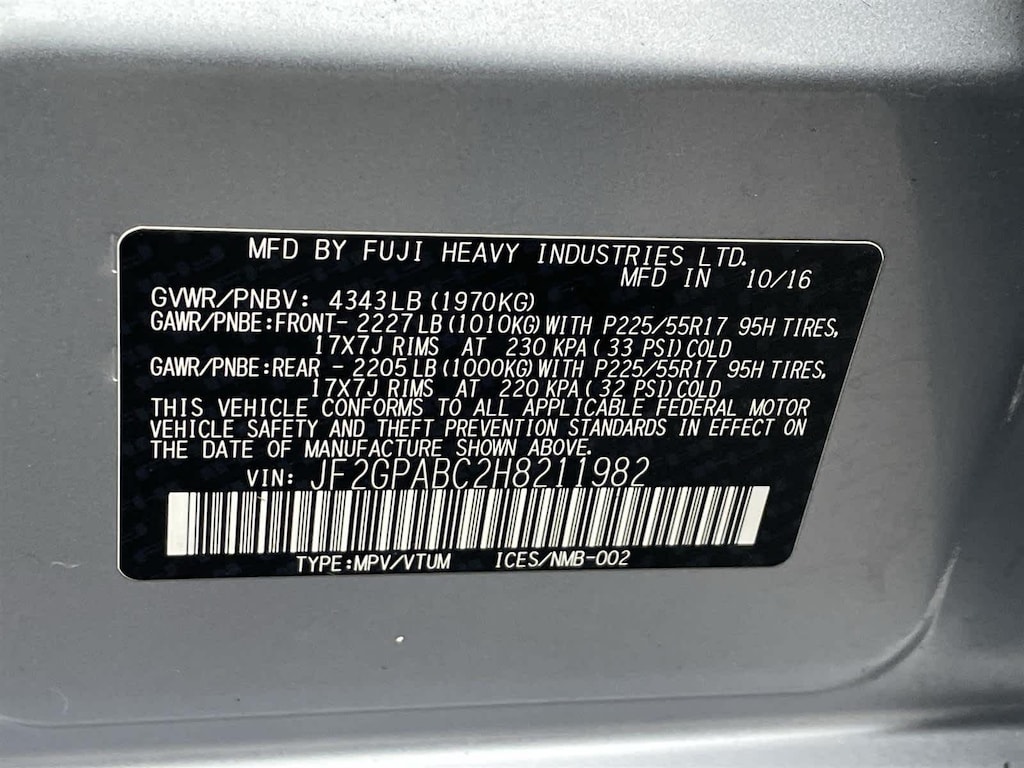 MFD BY FUJI HEAVY INDUSTRIES LTD.
MFD IN 10/16
GVWR/PNBV: 4343LB (1970KG)
GAWR/PNBE:FRONT- 2227LB (1010KG) WITH P225/55R17 95H TIRES,
17X7J RIMS AT 230 KPA (33 PSI) COLD
GAWR/PNBE:REAR - 2205LB (1000KG) WITH P225/55R17 95H TIRES,
17X7J RIMS AT 220 KPA (32 PSI) COLD
THIS VEHICLE CONFORMS TO ALL APPLICABLE FEDERAL MOTOR
VEHICLE SAFETY AND THEFT PREVENTION STANDARDS IN EFFECT ON
THE DATE OF MANUFACTURE SHOWN ABOVE.
VIN: JF2GPABC2H8211982
TYPE:MPV/VTUM ICES/NMB-002